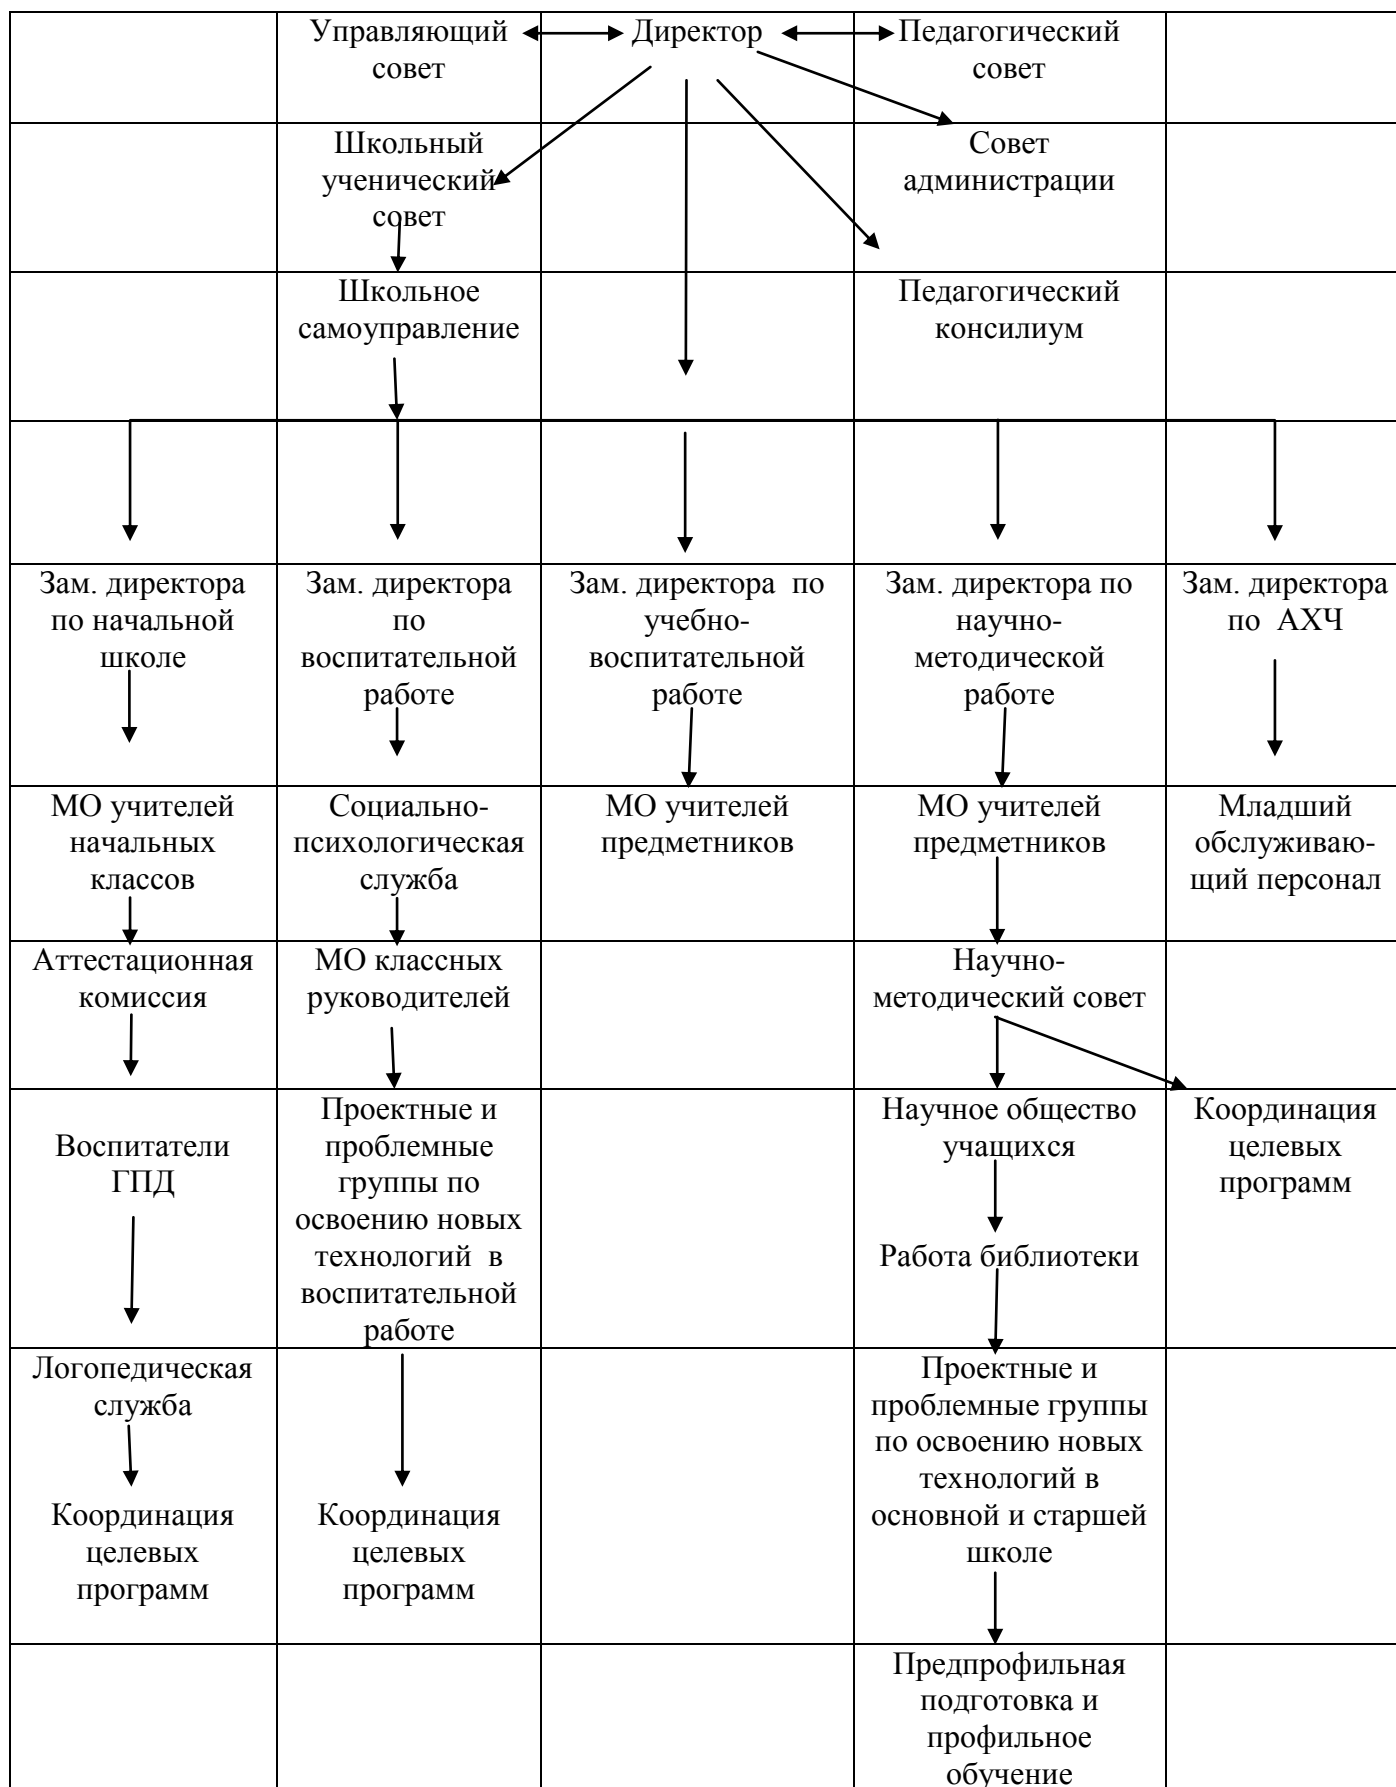 Управляющий
совет
Директор
Педагогический
совет
Школьный
ученический
совет
Совет
администрации
Школьное
самоуправление
Педагогический
консилиум
Зам. директора
по начальной
школе
Зам. директора
по
воспитательной
работе
Зам. директора по
учебно-
воспитательной
работе
Зам. директора по
научно-
методической
работе
Зам. директора
по АХЧ
МО учителей
начальных
классов
Социально-
психологическая
служба
МО учителей
предметников
МО учителей
предметников
Младший
обслуживаю-
щий персонал
Аттестационная
комиссия
МО классных
руководителей
Научно-
методический совет
Воспитатели
ГПД
Проектные и
проблемные
группы по
освоению новых
технологий в
воспитательной
работе
Научное общество
учащихся
Работа библиотеки
Координация
целевых
программ
Логопедическая
служба
Координация
целевых
программ
Координация
целевых
программ
Проектные и
проблемные группы
по освоению новых
технологий в
основной и старшей
школе
Предпрофильная
подготовка и
профильное
обучение